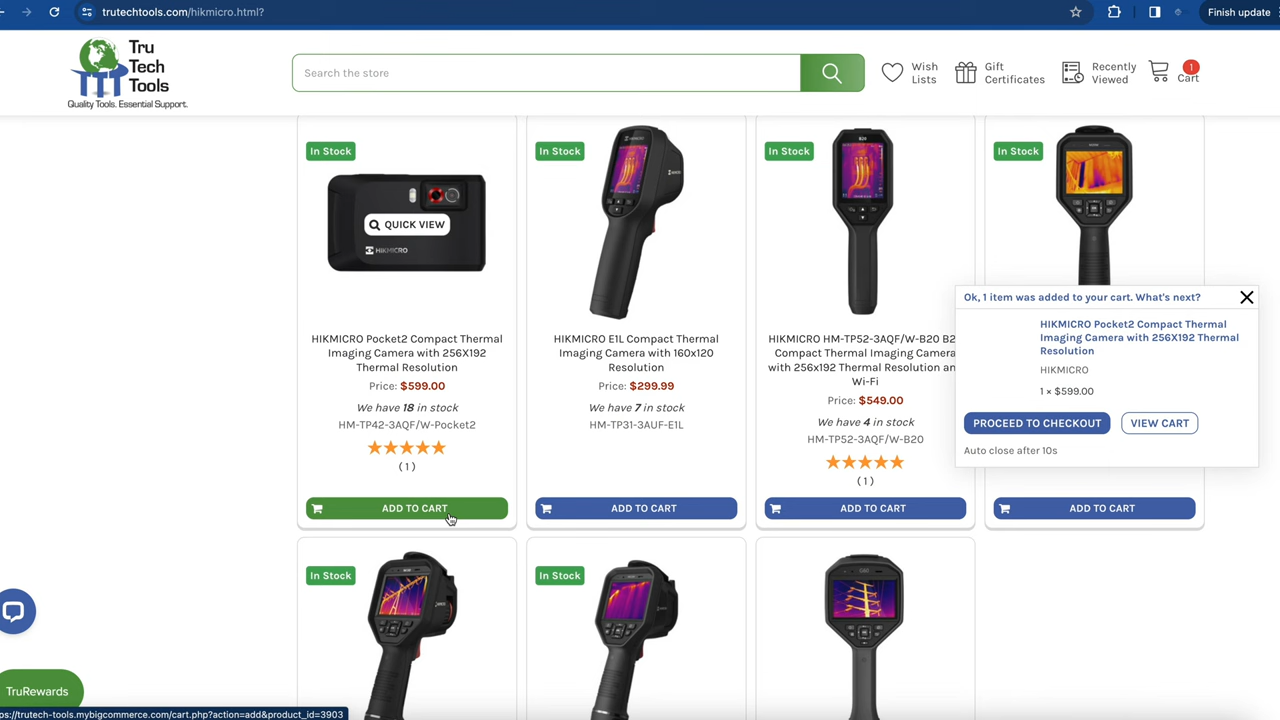 trutechtools.com/hikmicro.html?
Finish update
Tru
Tech
Tools
Quality Tools. Essential Support.
Search the store
Wish
Lists
Gift
Certificates
Recently
Viewed
1
Cart
In Stock
QUICK VIEW
HIKMICRO
HIKMICRO Pocket2 Compact Thermal
Imaging Camera with 256X192
Thermal Resolution
Price: $599.00
We have 18 in stock
HM-TP42-3AQF/W-Pocket2
( 1 )
ADD TO CART
In Stock
HIKMICRO E1L Compact Thermal
Imaging Camera with 160x120
Resolution
Price: $299.99
We have 7 in stock
HM-TP31-3AUF-E1L
ADD TO CART
In Stock
B20
HIKMICRO HM-TP52-3AQF/W-B20 B2
Compact Thermal Imaging Camera
with 256x192 Thermal Resolution an
Wi-Fi
Price: $549.00
We have 4 in stock
HM-TP52-3AQF/W-B20
( 1 )
ADD TO CART
In Stock
ADD TO CART
Ok, 1 item was added to your cart. What's next?
HIKMICRO Pocket2 Compact Thermal
Imaging Camera with 256X192 Thermal
Resolution
HIKMICRO
1 × $599.00
PROCEED TO CHECKOUT
VIEW CART
Auto close after 10s
In Stock
In Stock
G60
TruRewards
ps://trutech-tools.mybigcommerce.com/cart.php?action=add&product_id=3903